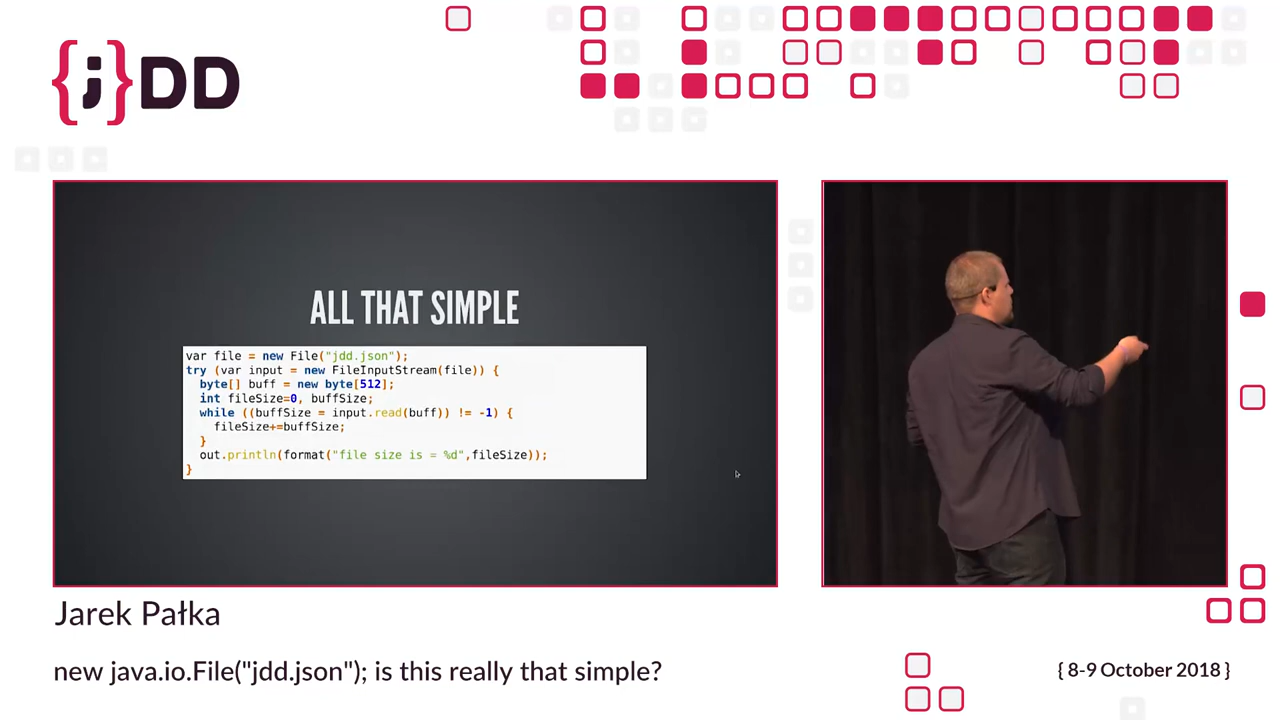 {j}DD
ALL THAT SIMPLE
var file = new File("jdd.json");
try (var input = new FileInputStream(file)) {
  byte[] buff = new byte[512];
  int fileSize=0, buffSize;
  while ((buffSize = input.read(buff)) != -1) {
    fileSize+=buffSize;
  }
  out.println(format("file size is = %d",fileSize));
}
Jarek Pałka
new java.io.File("jdd.json"); is this really that simple?
{ 8-9 October 2018 }